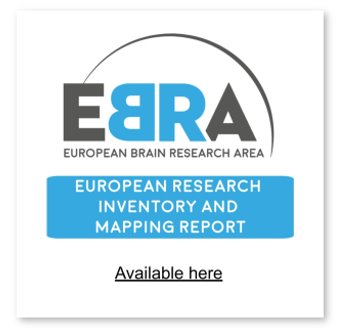 EBRA
EUROPEAN BRAIN RESEARCH AREA
EUROPEAN RESEARCH
INVENTORY AND
MAPPING REPORT
Available here